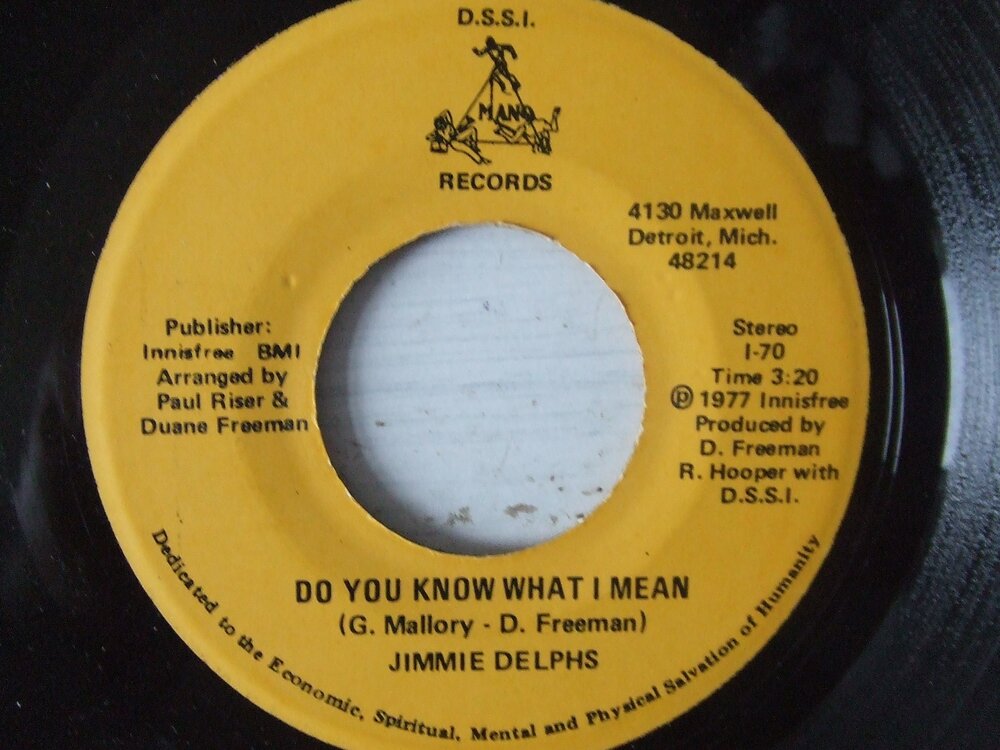 D.S.S.I.
MANO
RECORDS
4130 Maxwell
Detroit, Mich.
48214
Publisher:
Innisfree BMI
Arranged by
Paul Riser &
Duane Freeman
Stereo
I-70
Time 3:20
℗ 1977 Innisfree
Produced by
D. Freeman
R. Hooper with
D.S.S.I.
DO YOU KNOW WHAT I MEAN
(G. Mallory - D. Freeman)
JIMMIE DELPHS
Dedicated to the Economic, Spiritual, Mental and Physical Salvation of Humanity